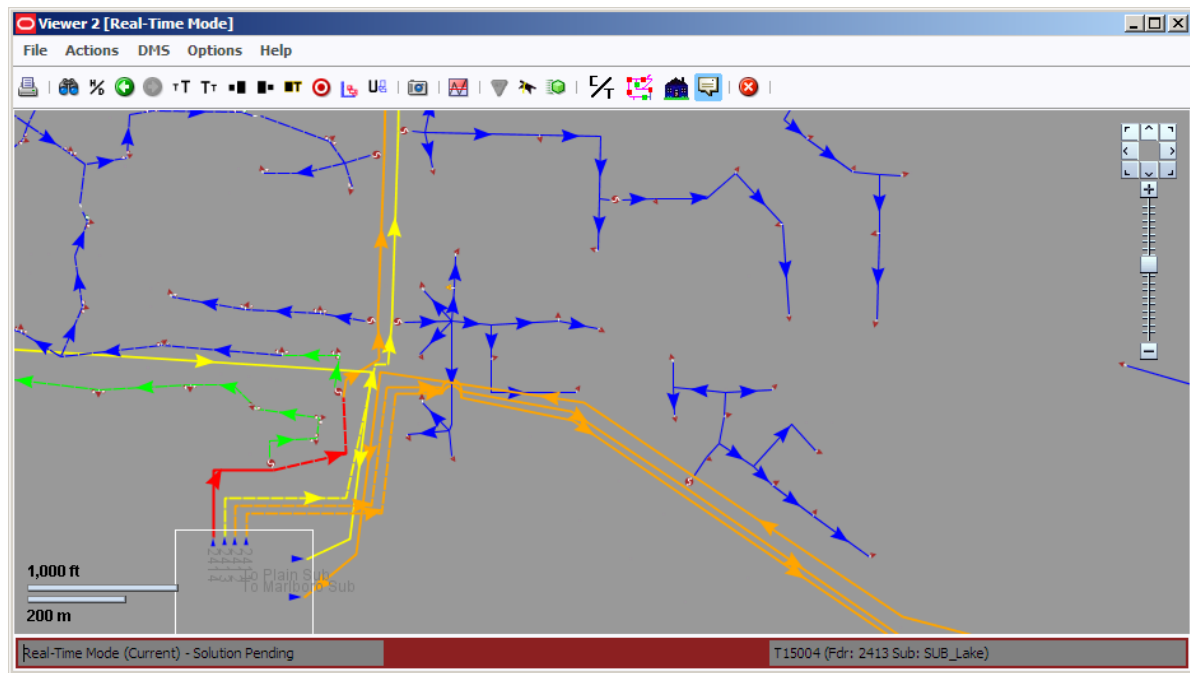 Viewer 2 [Real-Time Mode]
File Actions DMS Options Help
To Plain Sub
To Marlboro Sub
1,000 ft
200 m
Real-Time Mode (Current) - Solution Pending
T15004 (Fdr: 2413 Sub: SUB_Lake)